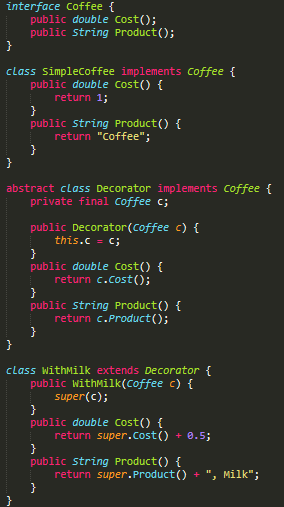 interface Coffee {
    public double Cost();
    public String Product();
}

class SimpleCoffee implements Coffee {
    public double Cost() {
        return 1;
    }
    public String Product() {
        return "Coffee";
    }
}

abstract class Decorator implements Coffee {
    private final Coffee c;

    public Decorator(Coffee c) {
        this.c = c;
    }
    public double Cost() {
        return c.Cost();
    }
    public String Product() {
        return c.Product();
    }
}

class WithMilk extends Decorator {
    public WithMilk(Coffee c) {
        super(c);
    }
    public double Cost() {
        return super.Cost() + 0.5;
    }
    public String Product() {
        return super.Product() + ", Milk";
    }
}